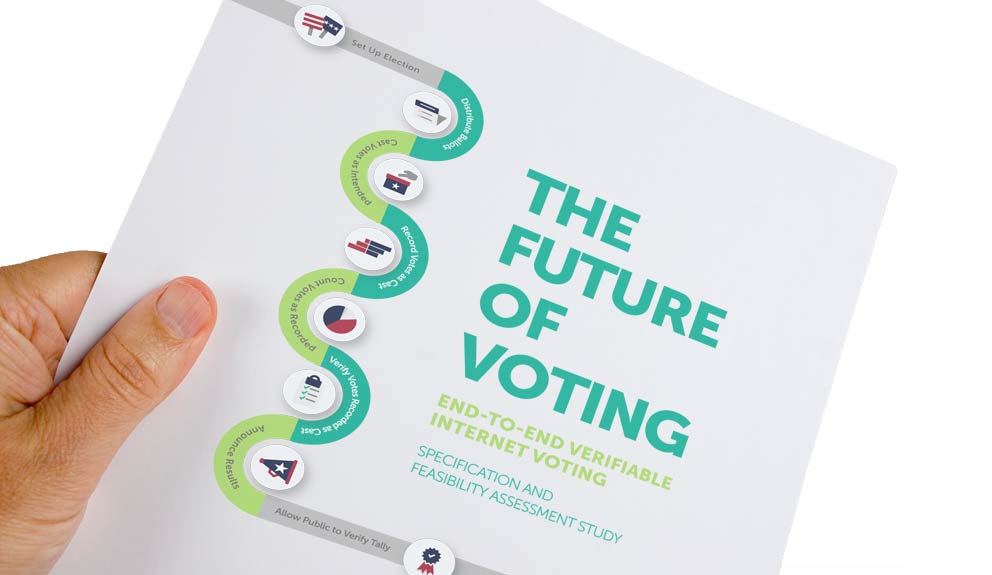 Set Up Election
Distribute Ballots
Cast Votes as Intended
Record Votes as Cast
Count Votes as Recorded
Verify Votes Recorded as Cast
Announce Results
Allow Public to Verify Tally
THE
FUTURE
OF
VOTING
END-TO-END VERIFIABLE
INTERNET VOTING
SPECIFICATION AND
FEASIBILITY ASSESSMENT STUDY